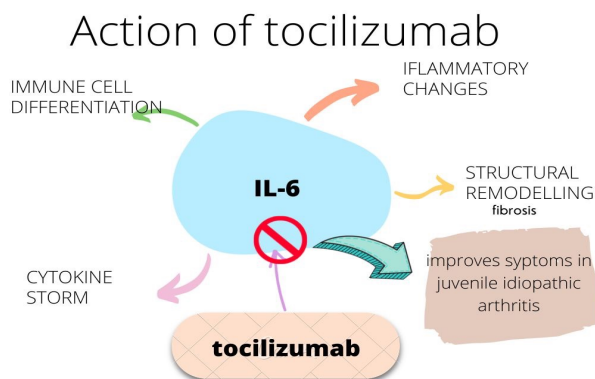 Action of tocilizumab
IMMUNE CELL
DIFFERENTIATION
IFLAMMATORY
CHANGES
IL-6
STRUCTURAL
REMODELLING
fibrosis
CYTOKINE
STORM
improves syptoms in
juvenile idiopathic
arthritis
tocilizumab